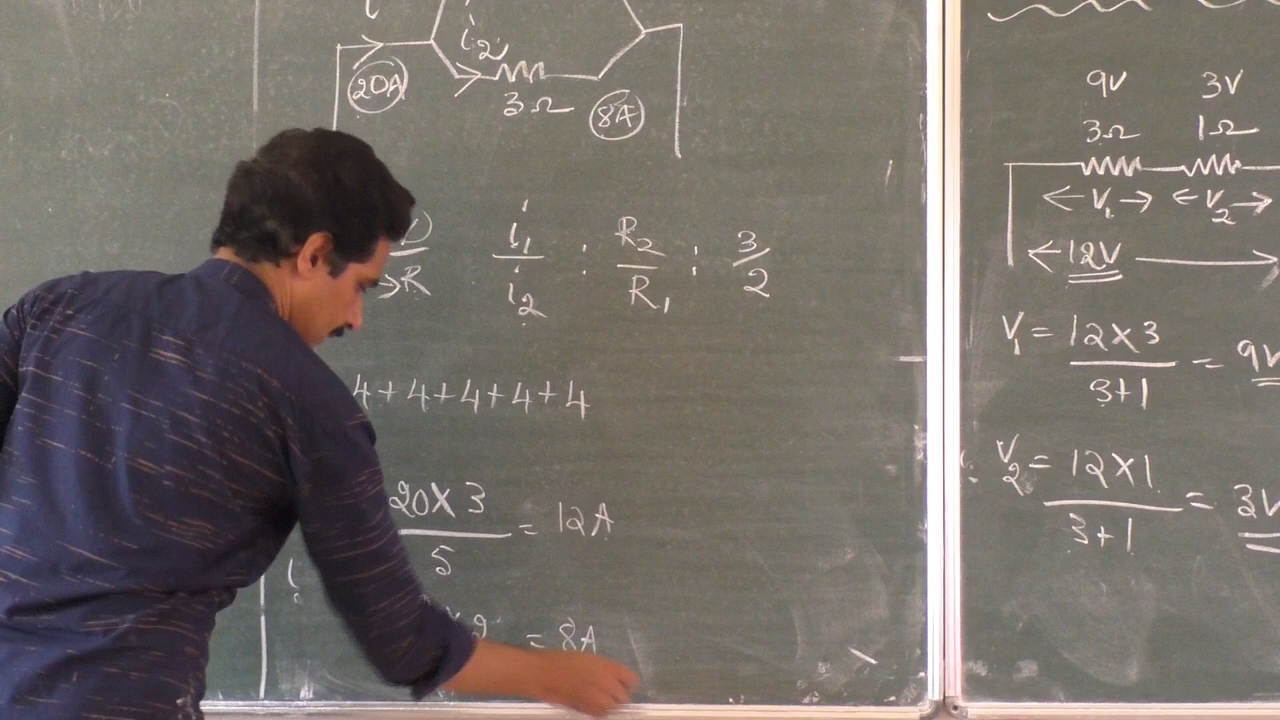 i
i₂
20A
3Ω
8A
i₁/i₂ : R₂/R₁ : 3/2
→R
4+4+4+4+4
20×3/5 = 12A
= 8A
9V 3V
3Ω 1Ω
←V₁→ ←V₂→
←12V→
V₁ = 12×3/3+1 = 9V
V₂ = 12×1/3+1 = 3V